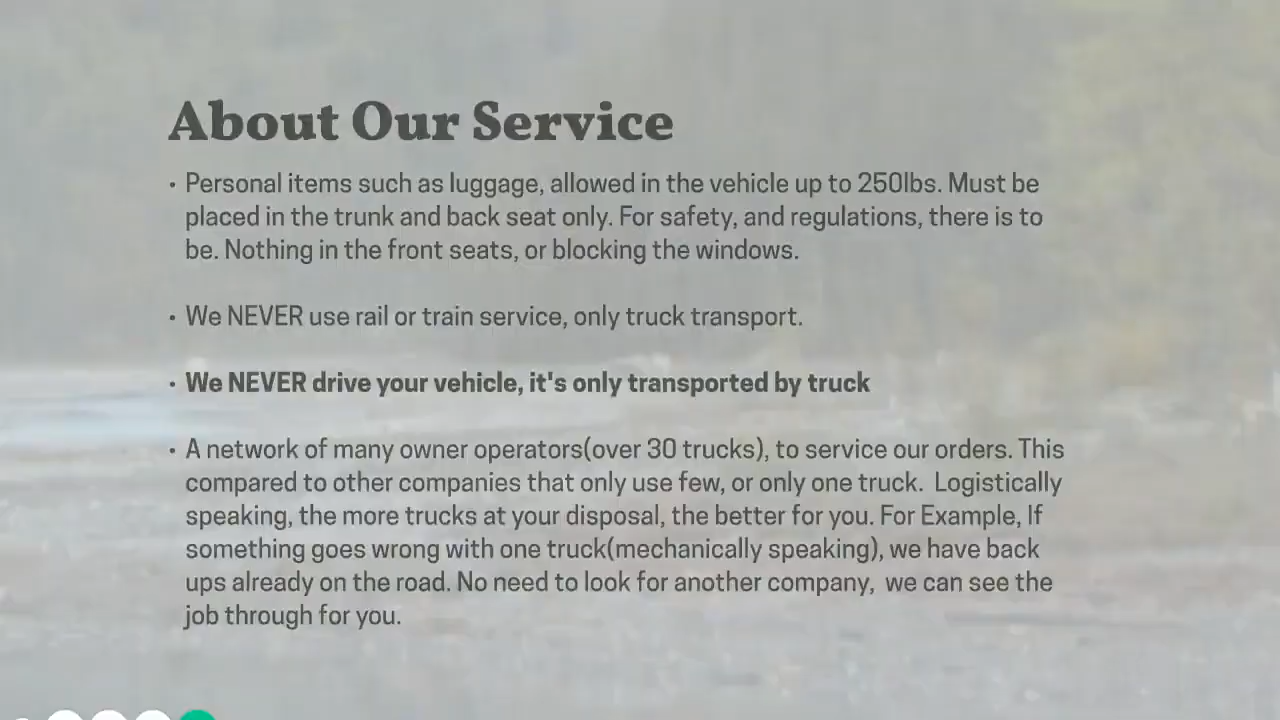 About Our Service
• Personal items such as luggage, allowed in the vehicle up to 250lbs. Must be
placed in the trunk and back seat only. For safety, and regulations, there is to
be. Nothing in the front seats, or blocking the windows.
• We NEVER use rail or train service, only truck transport.
• We NEVER drive your vehicle, it's only transported by truck
• A network of many owner operators(over 30 trucks), to service our orders. This
compared to other companies that only use few, or only one truck.  Logistically
speaking, the more trucks at your disposal, the better for you. For Example, If
something goes wrong with one truck(mechanically speaking), we have back
ups already on the road. No need to look for another company,  we can see the
job through for you.